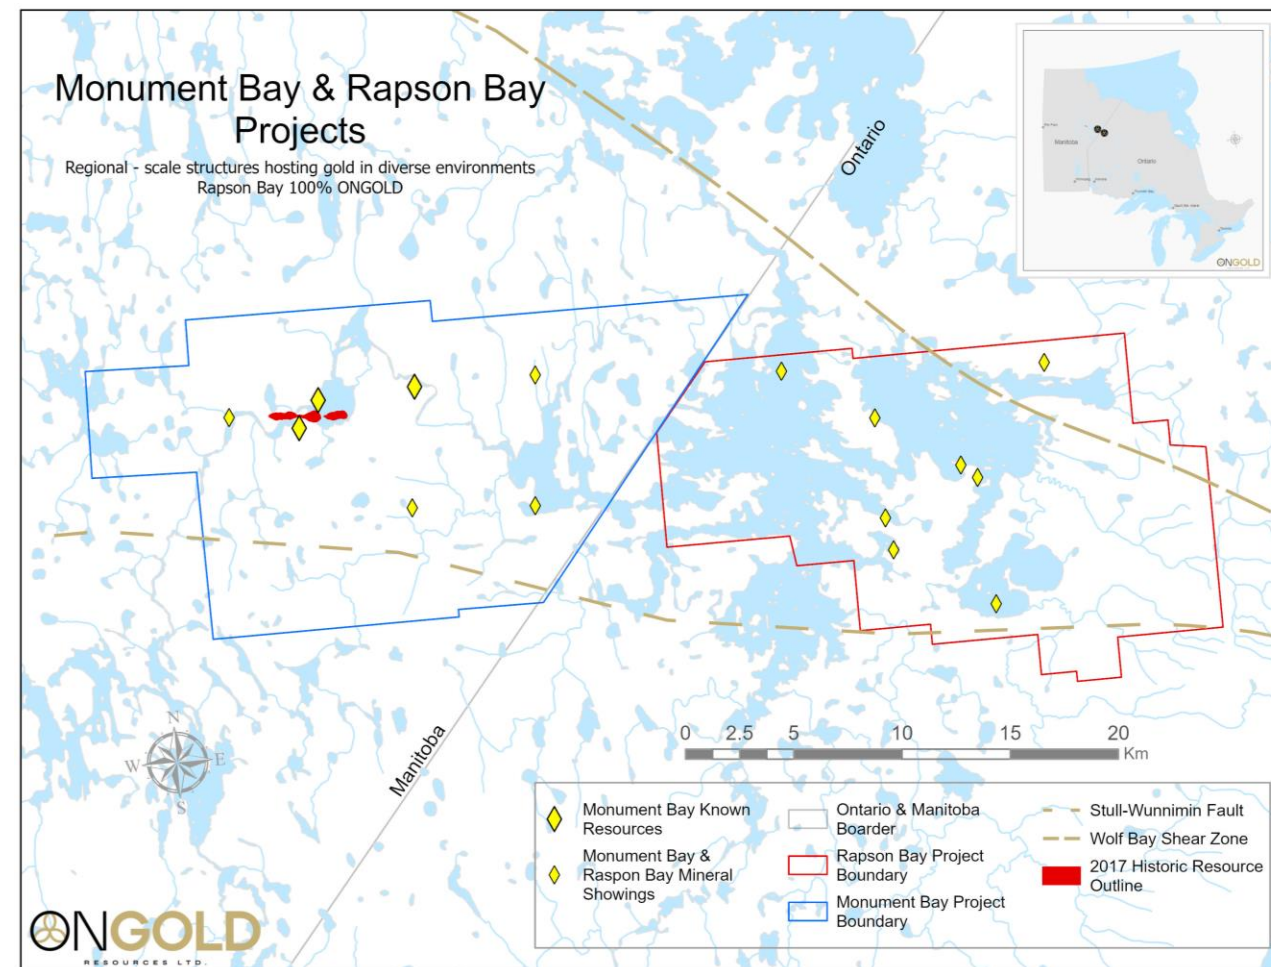 Monument Bay & Rapson Bay
Projects
Regional - scale structures hosting gold in diverse environments
Rapson Bay 100% ONGOLD
Ontario
Manitoba
Manitoba
Ontario
ONGOLD
N
W
E
S
0 2.5 5 10 15 20
Km
Monument Bay Known
Resources
Monument Bay &
Raspon Bay Mineral
Showings
Ontario & Manitoba
Boarder
Rapson Bay Project
Boundary
Monument Bay Project
Boundary
Stull-Wunnimin Fault
Wolf Bay Shear Zone
2017 Historic Resource
Outline
ONGOLD
RESOURCES LTD.